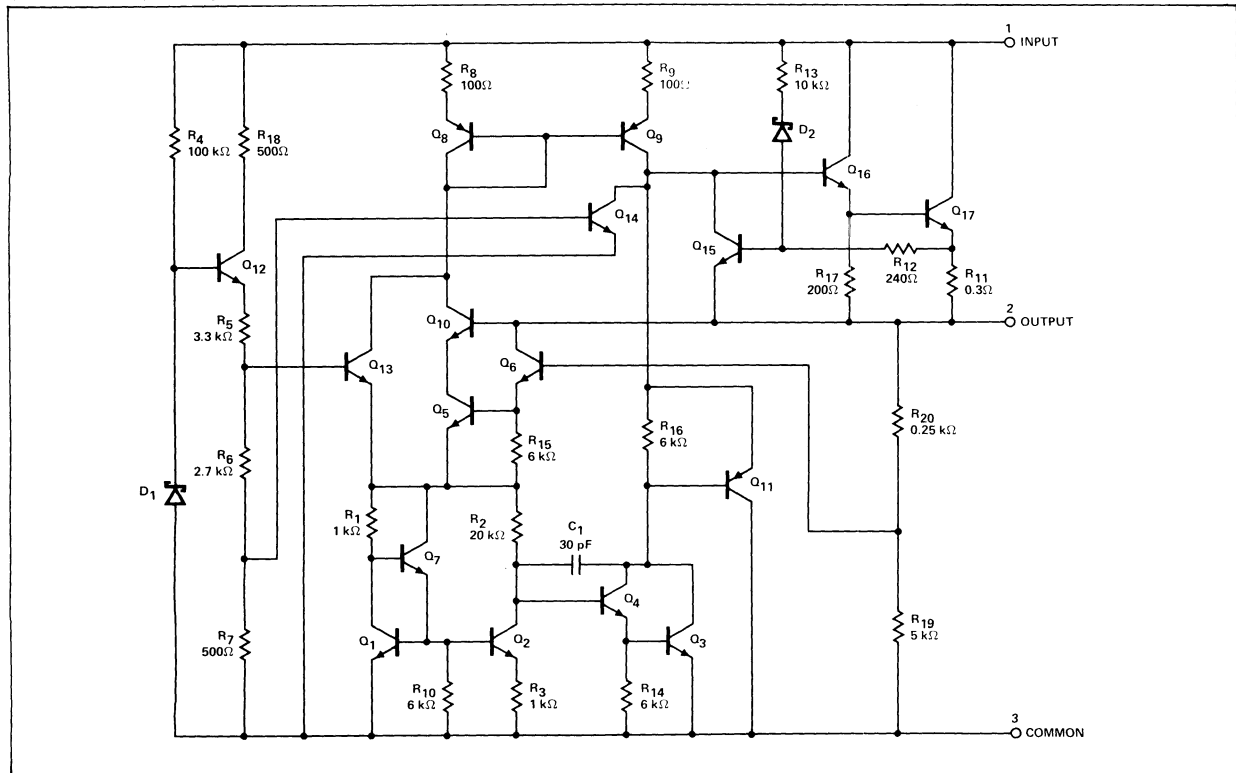 1
INPUT
R8
100Ω
R9
100Ω
R13
10 kΩ
R4
100 kΩ
R18
500Ω
Q8
Q9
D2
Q16
Q14
Q17
Q12
Q15
R12
240Ω
R17
200Ω
R11
0.3Ω
R5
3.3 kΩ
Q10
2
OUTPUT
Q13
Q6
Q5
R20
0.25 kΩ
R16
6 kΩ
R15
6 kΩ
R6
2.7 kΩ
Q11
D1
R1
1 kΩ
R2
20 kΩ
C1
30 pF
Q7
Q4
R7
500Ω
Q1
Q2
Q3
R19
5 kΩ
R10
6 kΩ
R3
1 kΩ
R14
6 kΩ
3
COMMON